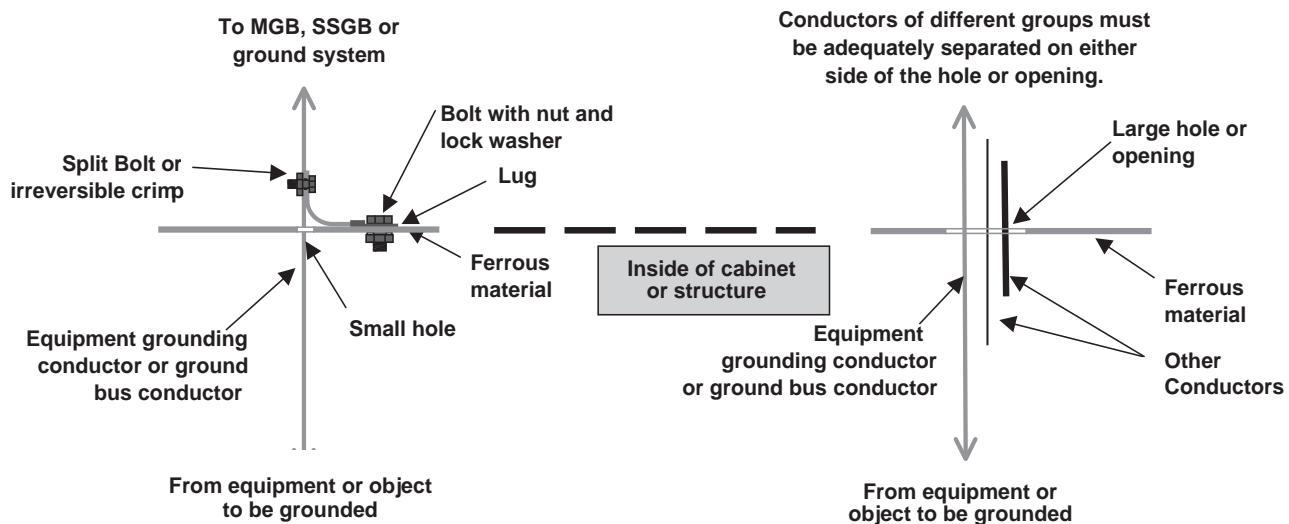 To MGB, SSGB or
ground system
Bolt with nut and
lock washer
Split Bolt or
irreversible crimp
Lug
Ferrous
material
Small hole
Equipment grounding
conductor or ground
bus conductor
From equipment or object
to be grounded
Inside of cabinet
or structure
Conductors of different groups must
be adequately separated on either
side of the hole or opening.
Large hole or
opening
Ferrous
material
Equipment
grounding conductor
or ground bus conductor
Other
Conductors
From equipment or
object to be grounded